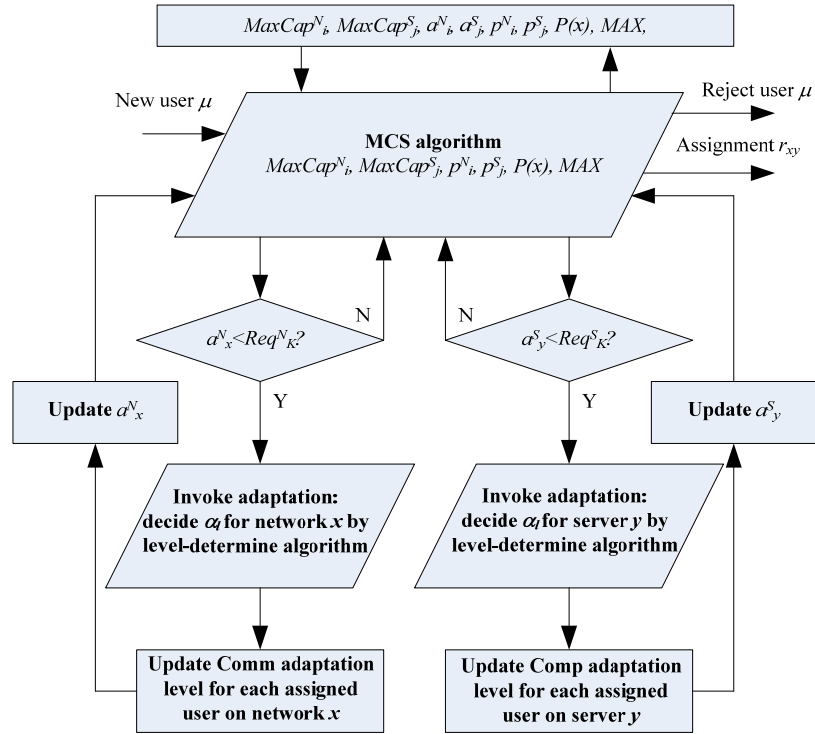 MaxCap^N_i, MaxCap^S_j, a^N_i, a^S_j, p^N_i, p^S_j, P(x), MAX,
New user μ
Reject user μ
MCS algorithm
MaxCap^N_i, MaxCap^S_j, p^N_i, p^S_j, P(x), MAX
Assignment r_xy
a^N_x<Req^N_K?
N
N
a^S_y<Req^S_K?
Y
Y
Update a^N_x
Update a^S_y
Invoke adaptation:
decide α_l for network x by
level-determine algorithm
Invoke adaptation:
decide α_l for server y by
level-determine algorithm
Update Comm adaptation
level for each assigned
user on network x
Update Comp adaptation
level for each assigned
user on server y